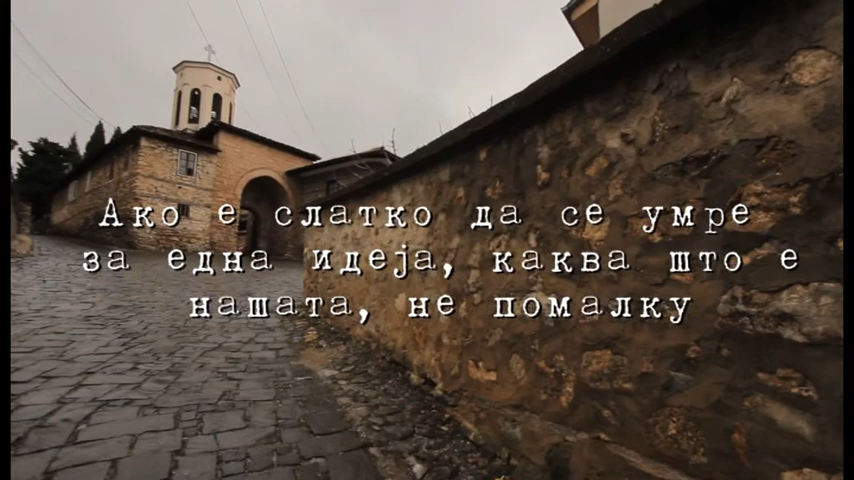 Ако е слатко да се умре
за една идеја, каква што е
нашата, не помалку